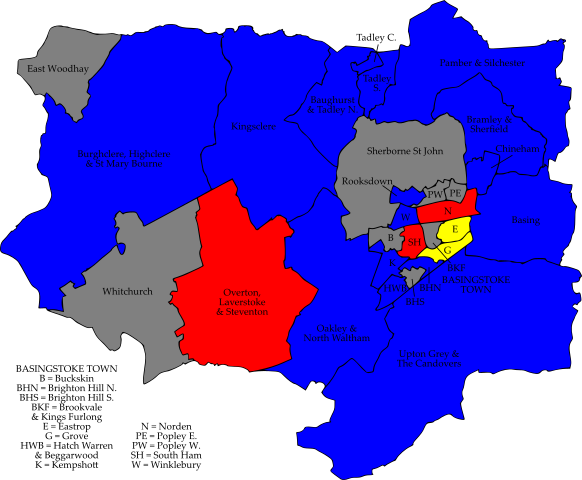 Tadley C.
East Woodhay
Pamber & Silchester
Tadley
S.
Baughurst
& Tadley N.
Bramley &
Sherfield
Kingsclere
Chineham
Sherborne St John
Burghclere, Highclere
& St Mary Bourne
Rooksdown
PW
PE
W
N
Basing
E
B
SH
G
K
BKF
BASINGSTOKE
TOWN
HWB
BHN
BHS
Whitchurch
Overton,
Laverstoke
& Steventon
Oakley &
North Waltham
Upton Grey &
The Candovers
BASINGSTOKE TOWN
B = Buckskin
BHN = Brighton Hill N.
BHS = Brighton Hill S.
BKF = Brookvale
& Kings Furlong
E = Eastrop
G = Grove
HWB = Hatch Warren
& Beggarwood
K = Kempshott
N = Norden
PE = Popley E.
PW = Popley W.
SH = South Ham
W = Winklebury